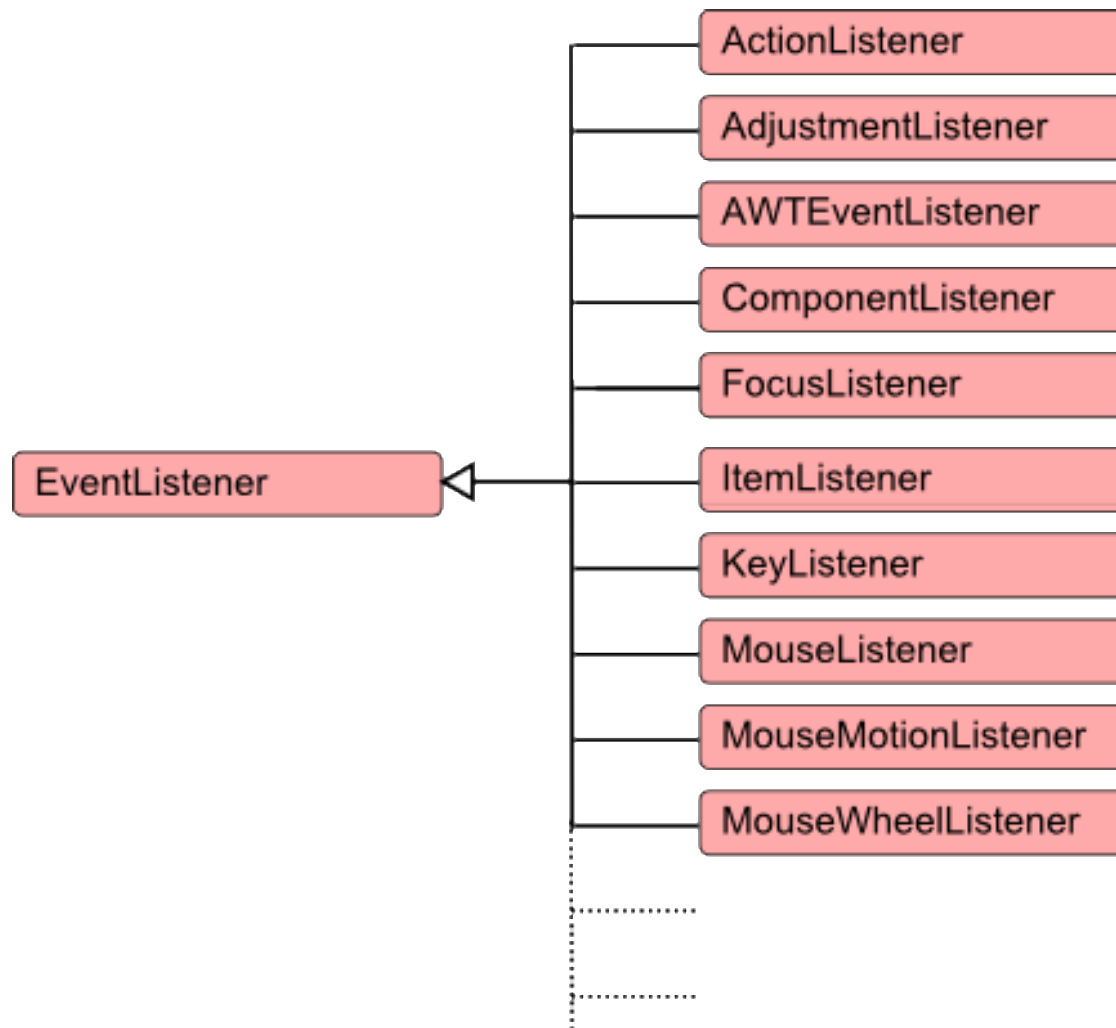 ActionListener
AdjustmentListener
AWTEventListener
ComponentListener
FocusListener
EventListener
ItemListener
KeyListener
MouseListener
MouseMotionListener
MouseWheelListener